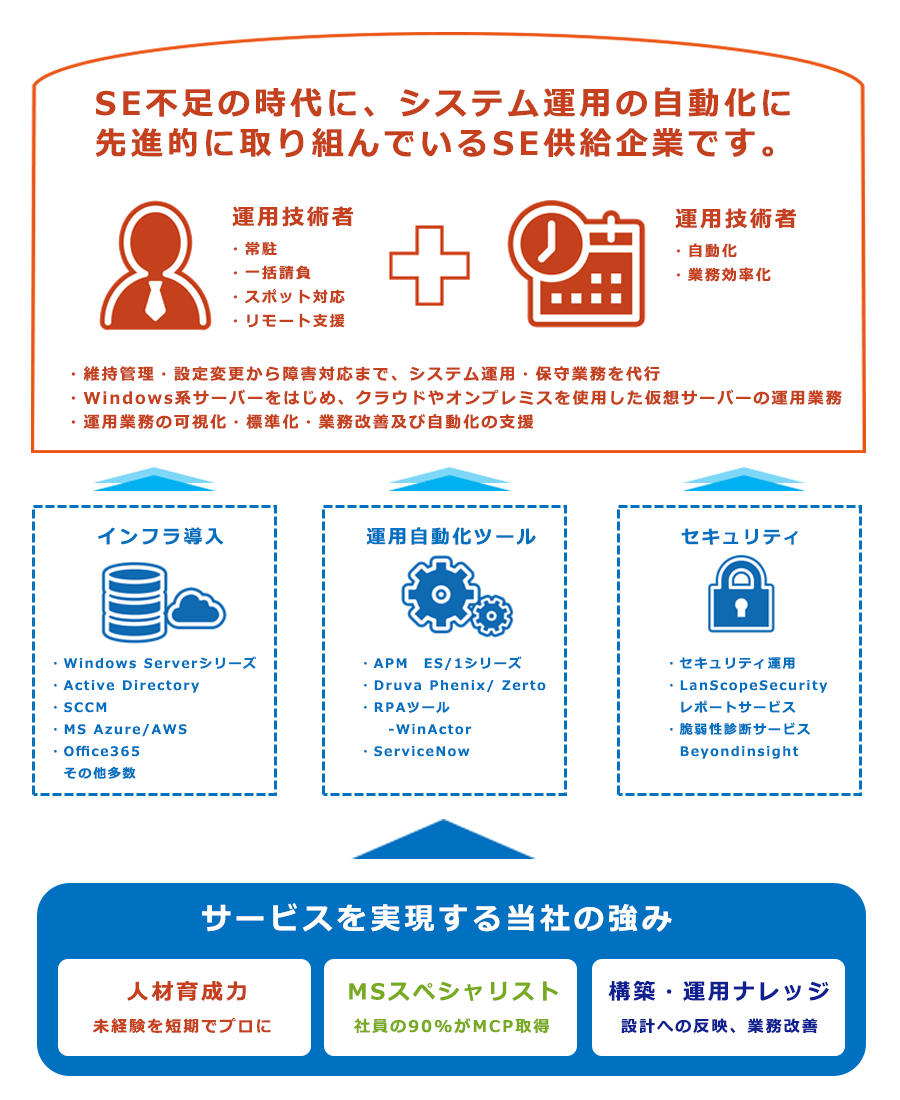 SE不足の時代に、システム運用の自動化に
先進的に取り組んでいるSE供給企業です。
運用技術者
・常駐
・一括請負
・スポット対応
・リモート支援
運用技術者
・自動化
・業務効率化
・維持管理・設定変更から障害対応まで、システム運用・保守業務を代行
・Windows系サーバーをはじめ、クラウドやオンプレミスを使用した仮想サーバーの運用業務
・運用業務の可視化・標準化・業務改善及び自動化の支援
インフラ導入
・Windows Serverシリーズ
・Active Directory
・SCCM
・MS Azure/AWS
・Office365
その他多数
運用自動化ツール
・APM　ES/1シリーズ
・Druva Phenix/ Zerto
・RPAツール
-WinActor
・ServiceNow
セキュリティ
・セキュリティ運用
・LanScopeSecurity
レポートサービス
・脆弱性診断サービス
Beyondinsight
サービスを実現する当社の強み
人材育成力
未経験を短期でプロに
MSスペシャリスト
社員の90%がMCP取得
構築・運用ナレッジ
設計への反映、業務改善